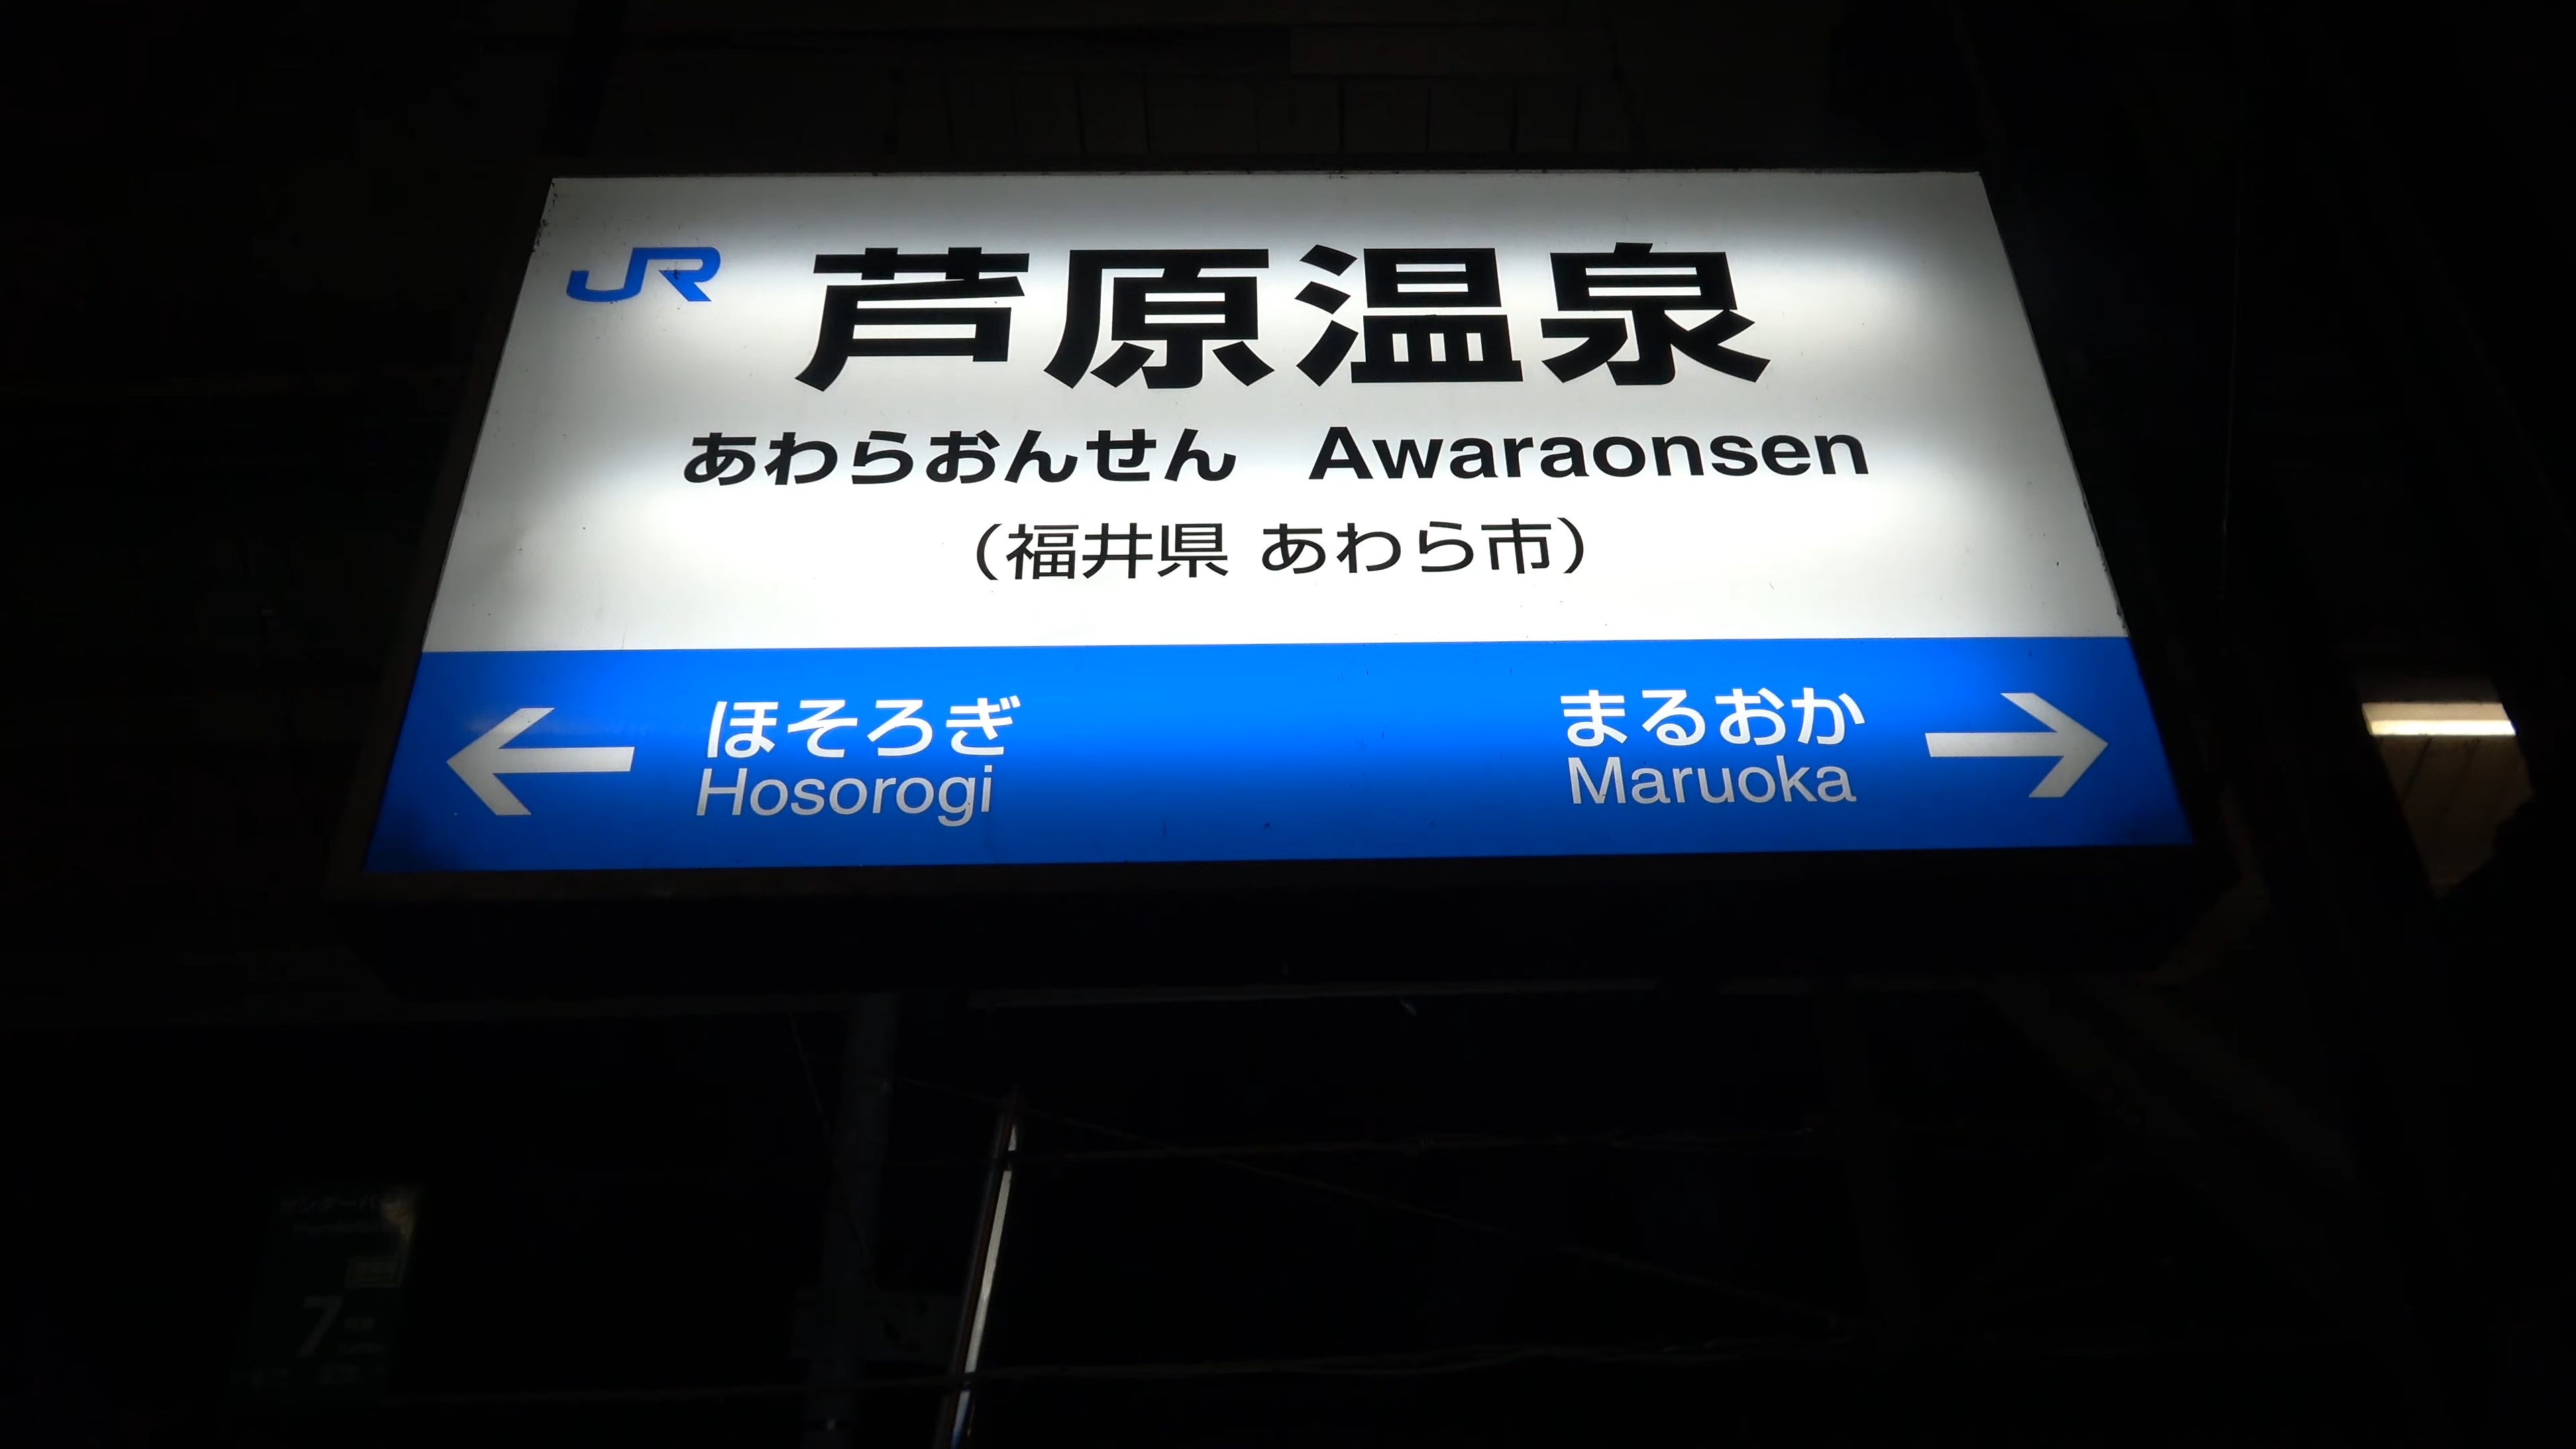 JR 芦原温泉
あわらおんせん Awaraonsen
（福井県 あわら市）
ほそろぎ まるおか
Hosorogi Maruoka
7